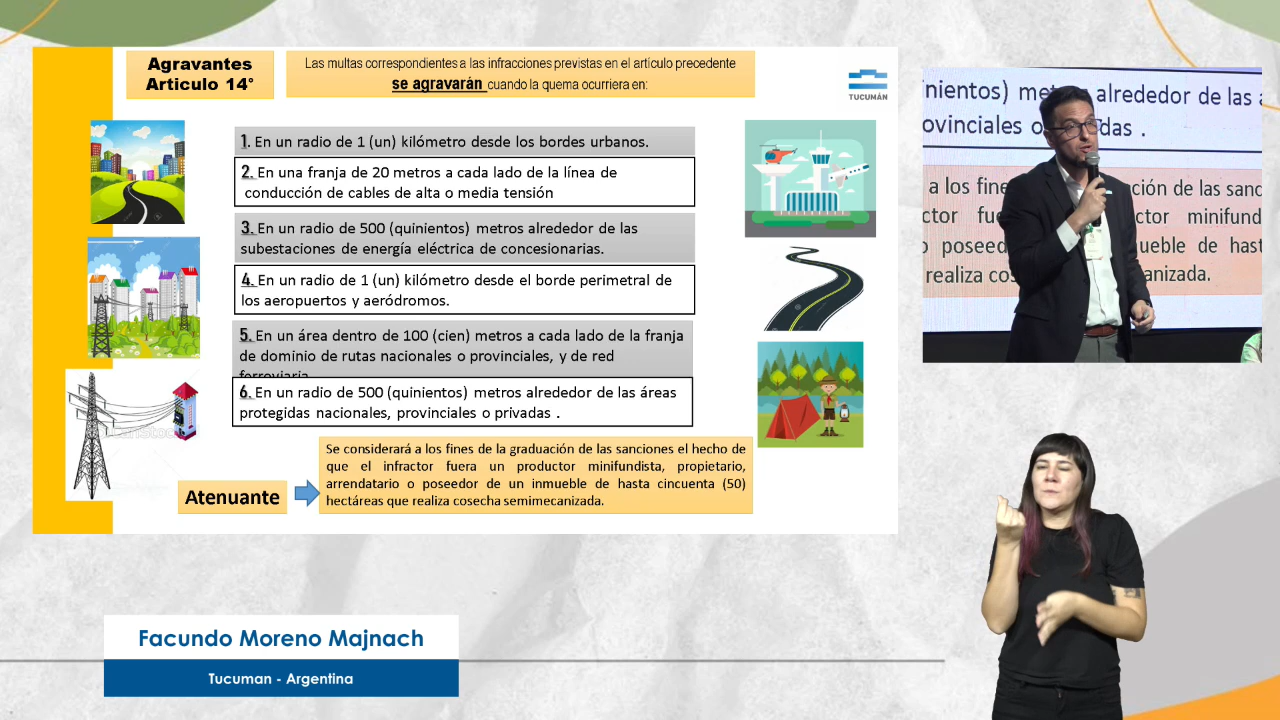 Agravantes
Articulo 14°
Las multas correspondientes a las infracciones previstas en el artículo precedente
se agravarán cuando la quema ocurriera en:
TUCUMÁN
1. En un radio de 1 (un) kilómetro desde los bordes urbanos.
2. En una franja de 20 metros a cada lado de la línea de
conducción de cables de alta o media tensión
3. En un radio de 500 (quinientos) metros alrededor de las
subestaciones de energía eléctrica de concesionarias.
4. En un radio de 1 (un) kilómetro desde el borde perimetral de
los aeropuertos y aeródromos.
5. En un área dentro de 100 (cien) metros a cada lado de la franja
de dominio de rutas nacionales o provinciales, y de red
ferroviaria
6. En un radio de 500 (quinientos) metros alrededor de las áreas
protegidas nacionales, provinciales o privadas .
Atenuante
Se considerará a los fines de la graduación de las sanciones el hecho de
que el infractor fuera un productor minifundista, propietario,
arrendatario o poseedor de un inmueble de hasta cincuenta (50)
hectáreas que realiza cosecha semimecanizada.
nientos) met alrededor de las a
ovinciales o das .
a los fine ción de las sanc
ctor fue ctor minifund
o poseed ueble de hast
realiza cos anizada.
Facundo Moreno Majnach
Tucuman - Argentina